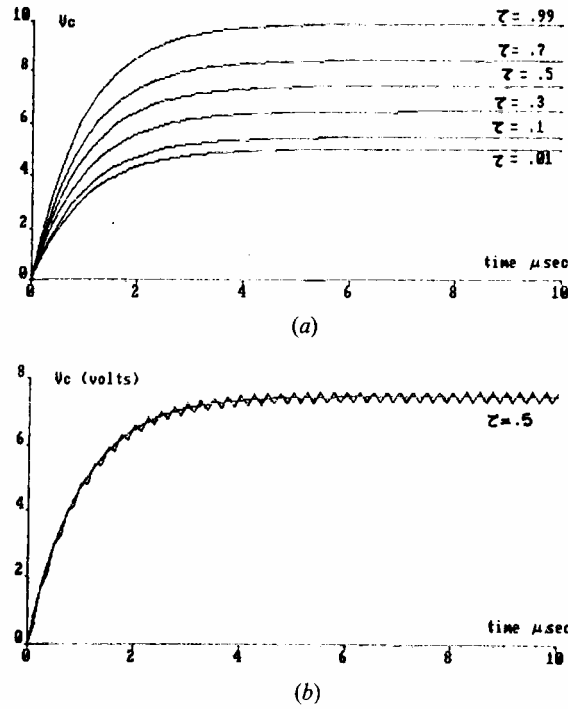 10 Vc τ = .99
8 τ = .7
τ = .5
6 τ = .3
τ = .1
4 τ = .01
2
0 time μsec
0 2 4 6 8 10
(a)
8 Vc (volts)
6 τ = .5
4
2
0 time μsec
0 2 4 6 8 10
(b)